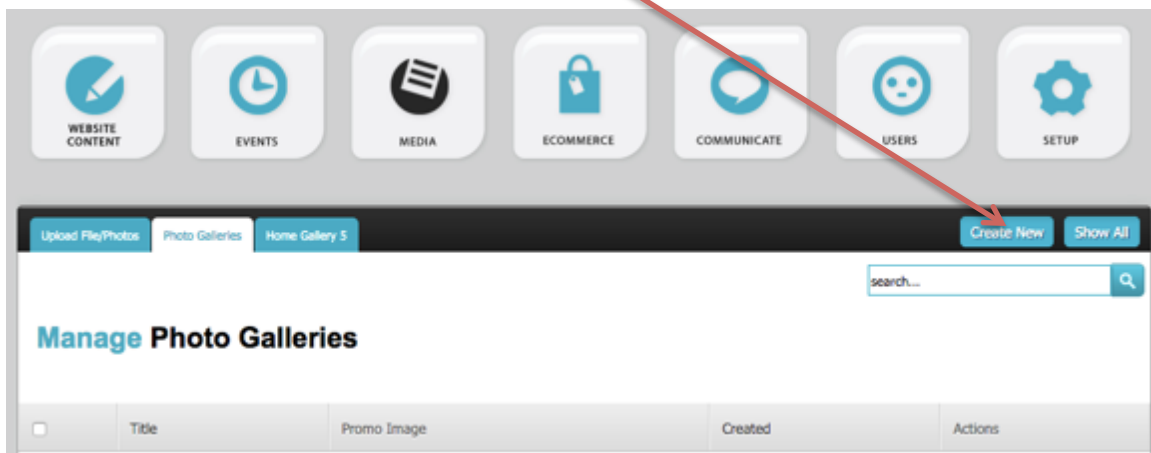 WEBSITE
CONTENT
EVENTS
MEDIA
ECOMMERCE
COMMUNICATE
USERS
SETUP
Upload File/Photos
Photo Galleries
Home Gallery 5
Create New
Show All
search....
Manage Photo Galleries
Title
Promo Image
Created
Actions